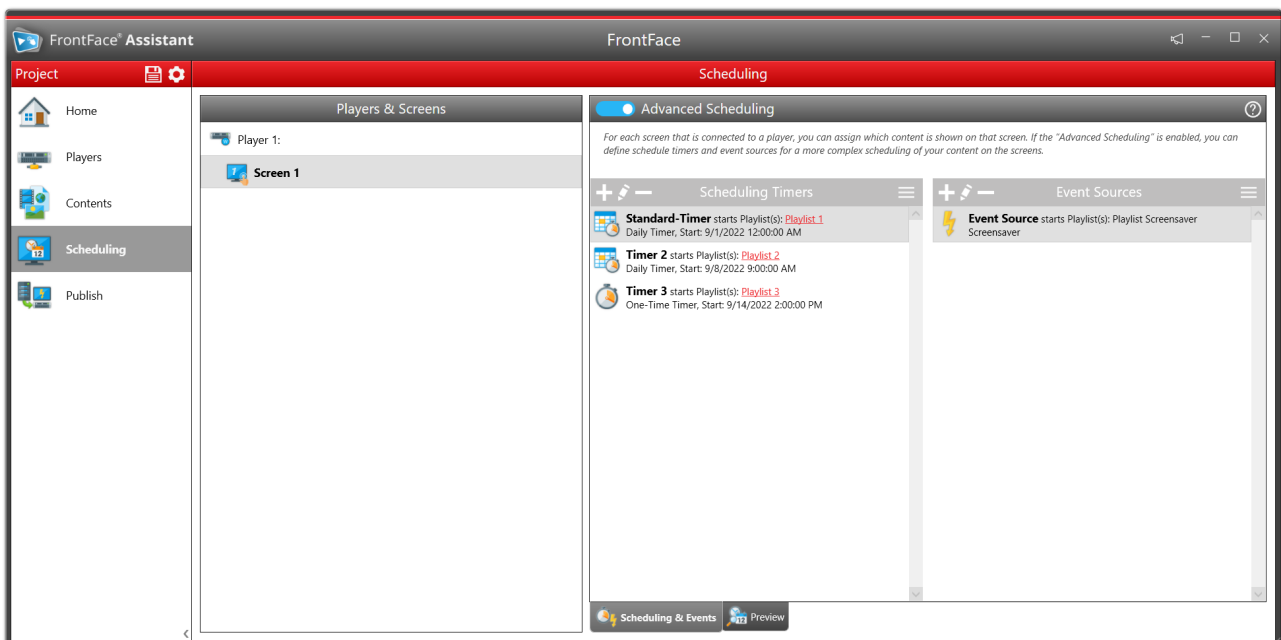 FrontFace® Assistant
FrontFace
Project
Scheduling
Home
Players
Contents
Scheduling
Publish
Players & Screens
Player 1:
Screen 1
Advanced Scheduling
For each screen that is connected to a player, you can assign which content is shown on that screen. If the "Advanced Scheduling" is enabled, you can
define schedule timers and event sources for a more complex scheduling of your content on the screens.
Scheduling Timers
Standard-Timer starts Playlist(s): Playlist 1
Daily Timer, Start: 9/1/2022 12:00:00 AM
Timer 2 starts Playlist(s): Playlist 2
Daily Timer, Start: 9/8/2022 9:00:00 AM
Timer 3 starts Playlist(s): Playlist 3
One-Time Timer, Start: 9/14/2022 2:00:00 PM
Event Sources
Event Source starts Playlist(s): Playlist Screensaver
Screensaver
Scheduling & Events
Preview